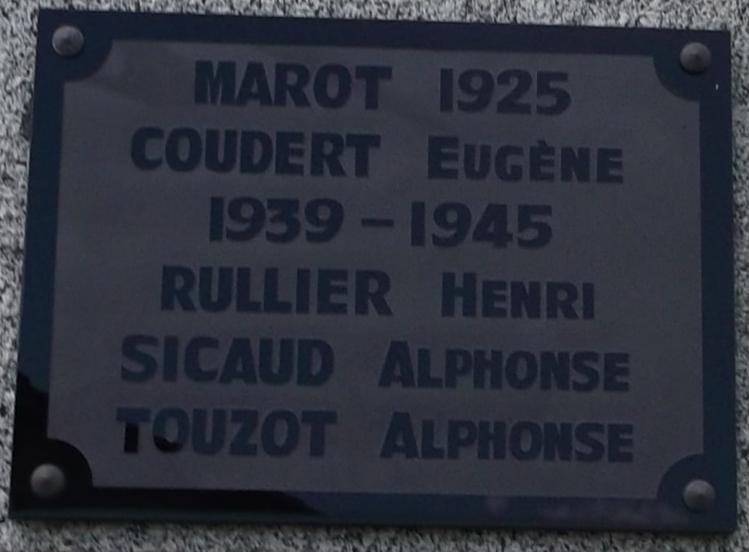 MAROT 1925
COUDERT EUGÈNE
1939 - 1945
RULLIER HENRI
SICAUD ALPHONSE
TOUZOT ALPHONSE